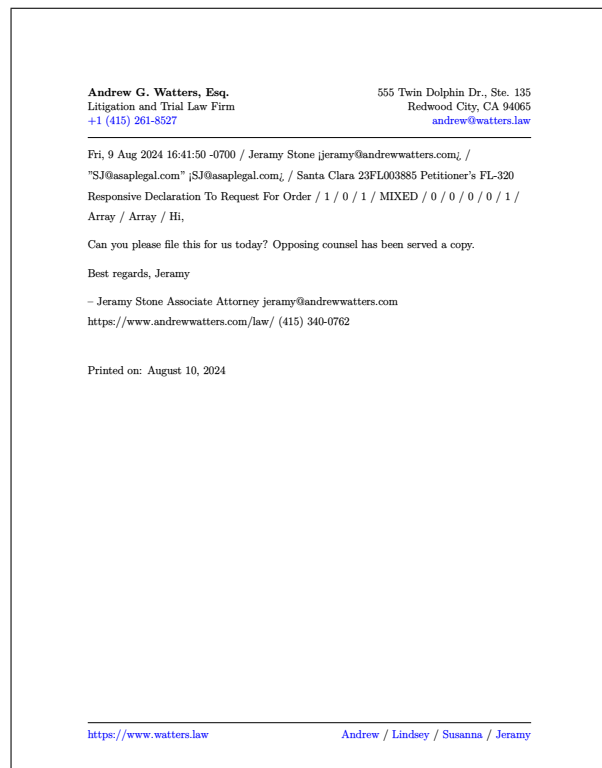 Andrew G. Watters, Esq.
Litigation and Trial Law Firm
+1 (415) 261-8527
555 Twin Dolphin Dr., Ste. 135
Redwood City, CA 94065
andrew@watters.law
Fri, 9 Aug 2024 16:41:50 -0700 / Jeramy Stone ¡jeramy@andrewwatters.com¿ /
”SJ@asaplegal.com” ¡SJ@asaplegal.com¿ / Santa Clara 23FL003885 Petitioner’s FL-320
Responsive Declaration To Request For Order / 1 / 0 / 1 / MIXED / 0 / 0 / 0 / 0 / 1 /
Array / Array / Hi,
Can you please file this for us today? Opposing counsel has been served a copy.
Best regards, Jeramy
– Jeramy Stone Associate Attorney jeramy@andrewwatters.com
https://www.andrewwatters.com/law/ (415) 340-0762
Printed on: August 10, 2024
https://www.watters.law
Andrew / Lindsey / Susanna / Jeramy